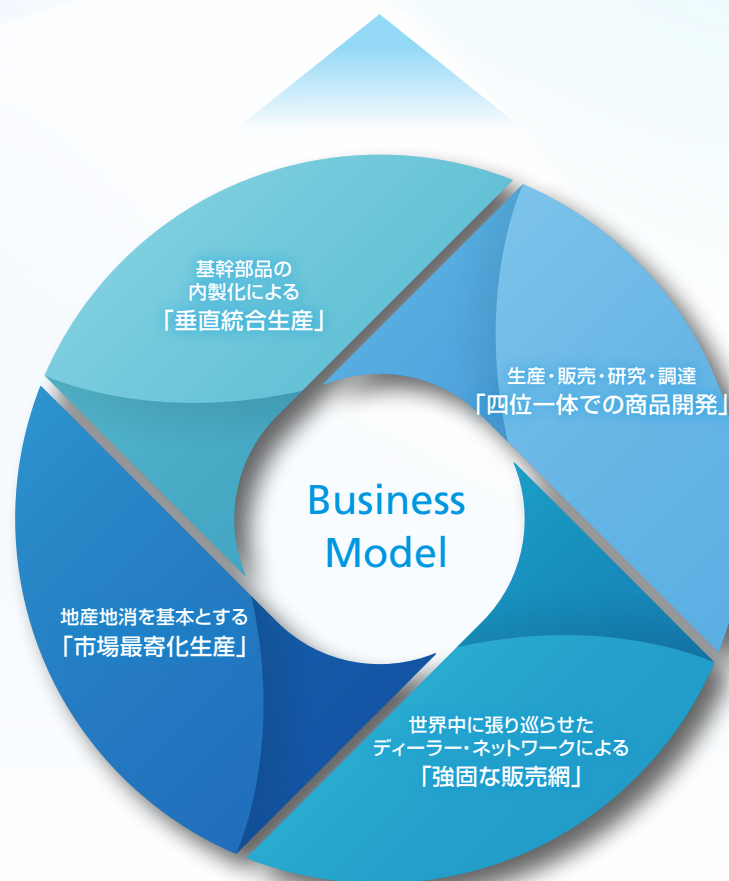 基幹部品の
内製化による
「垂直統合生産」
生産・販売・研究・調達
「四位一体での商品開発」
Business
Model
地産地消を基本とする
「市場最寄化生産」
世界中に張り巡らせた
ディーラー・ネットワークによる
「強固な販売網」